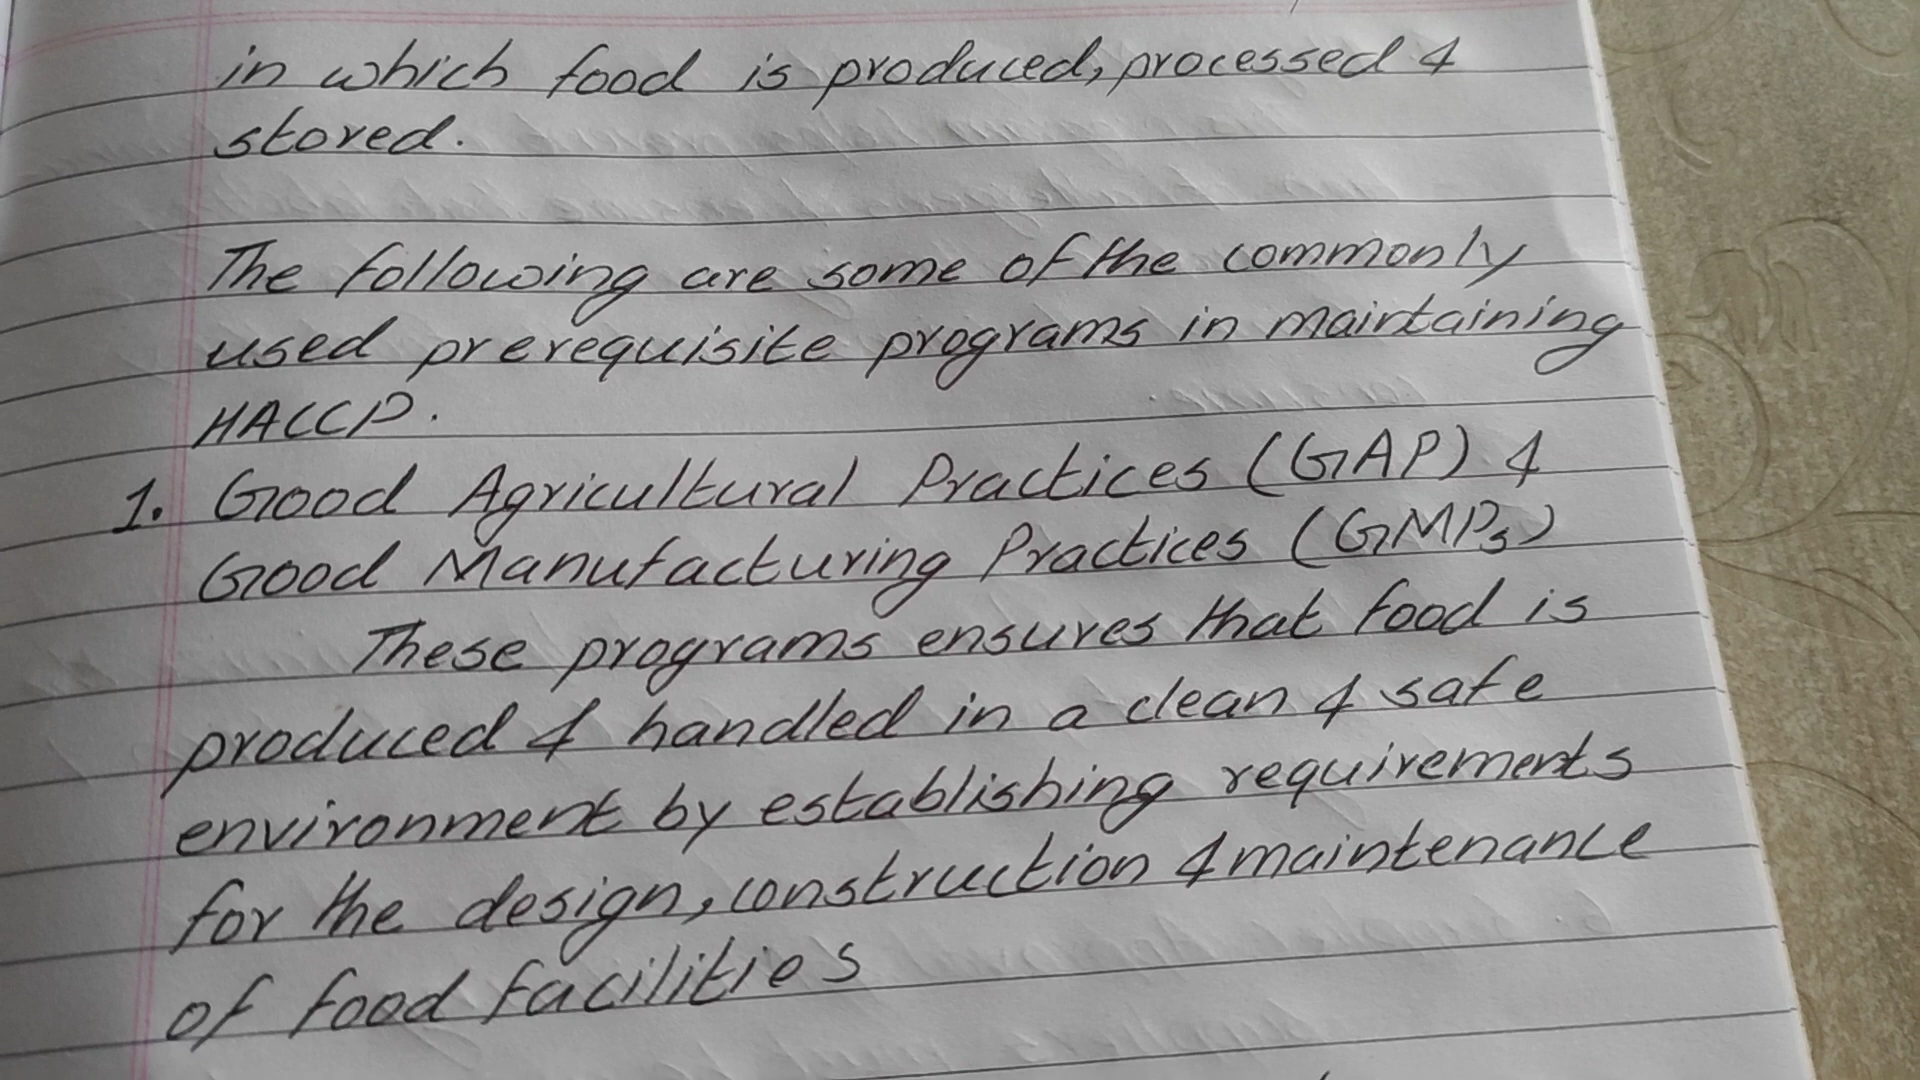 in which food is produced, processed &
stored.
The following are some of the commonly
used prerequisite programs in maintaining
HACCP.
1. Good Agricultural Practices (GAP) &
Good Manufacturing Practices (GMPs)
These programs ensures that food is
produced & handled in a clean & safe
environment by establishing requirements
for the design, construction & maintenance
of food facilities